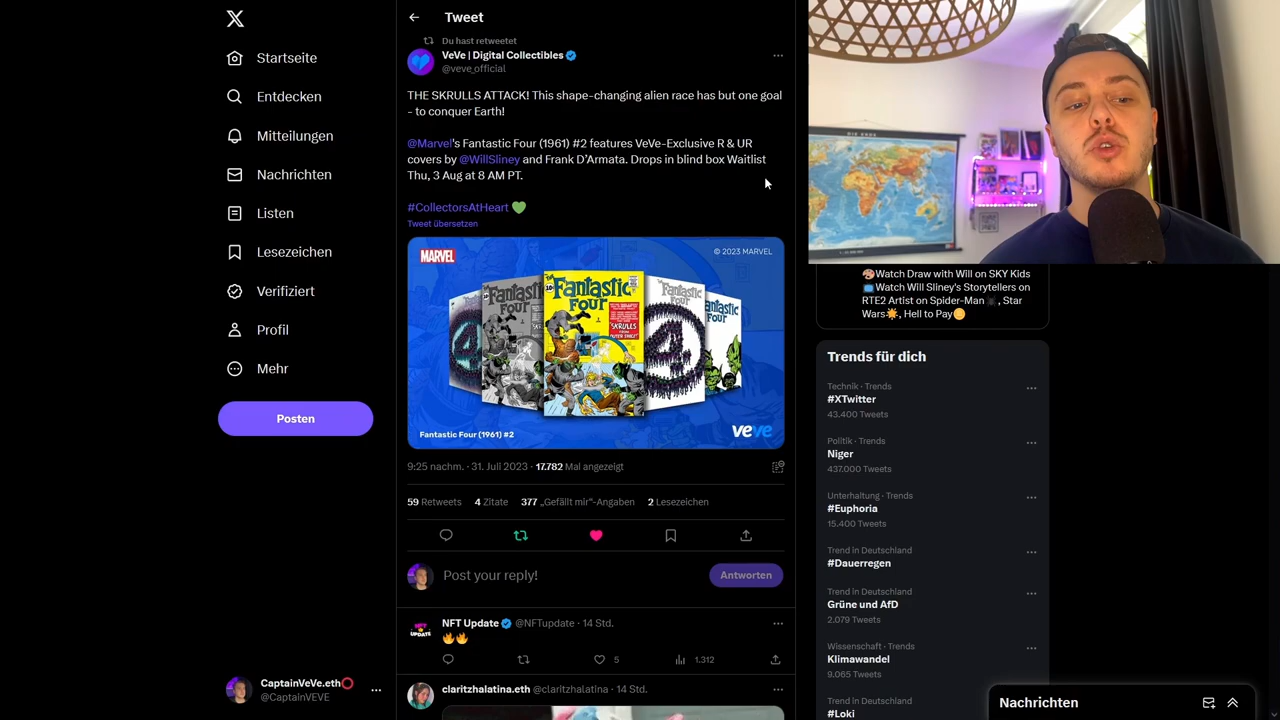 Tweet
Du hast retweetet
VeVe | Digital Collectibles
@veve_official
THE SKRULLS ATTACK! This shape-changing alien race has but one goal
- to conquer Earth!
@Marvel's Fantastic Four (1961) #2 features VeVe-Exclusive R & UR
covers by @WillSliney and Frank D'Armata. Drops in blind box Waitlist
Thu, 3 Aug at 8 AM PT.
#CollectorsAtHeart 💚
Tweet übersetzen
MARVEL
© 2023 MARVEL
FANTASTIC FOUR
SKRULLS FROM OUTER SPACE!
Fantastic Four (1961) #2
veve
9:25 nachm. · 31. Juli 2023 · 17.782 Mal angezeigt
59 Retweets 4 Zitate 377 „Gefällt mir“-Angaben 2 Lesezeichen
Post your reply!
Antworten
NFT Update @NFTupdate · 14 Std.
🔥🔥
5
1.312
claritzhalatina.eth @claritzhalatina · 14 Std.
Startseite
Entdecken
Mitteilungen
Nachrichten
Listen
Lesezeichen
Verifiziert
Profil
Mehr
Posten
CaptainVeVe.eth⭕
@CaptainVEVE
🎨Watch Draw with Will on SKY Kids
📺Watch Will Sliney's Storytellers on
RTE2 Artist on Spider-Man🕷, Star
Wars🌟, Hell to Pay🪙
Trends für dich
Technik · Trends
#XTwitter
43.400 Tweets
Politik · Trends
Niger
437.000 Tweets
Unterhaltung · Trends
#Euphoria
15.400 Tweets
Trend in Deutschland
#Dauerregen
Trend in Deutschland
Grüne und AfD
2.079 Tweets
Wissenschaft · Trends
Klimawandel
9.065 Tweets
Trend in Deutschland
#Loki
Nachrichten